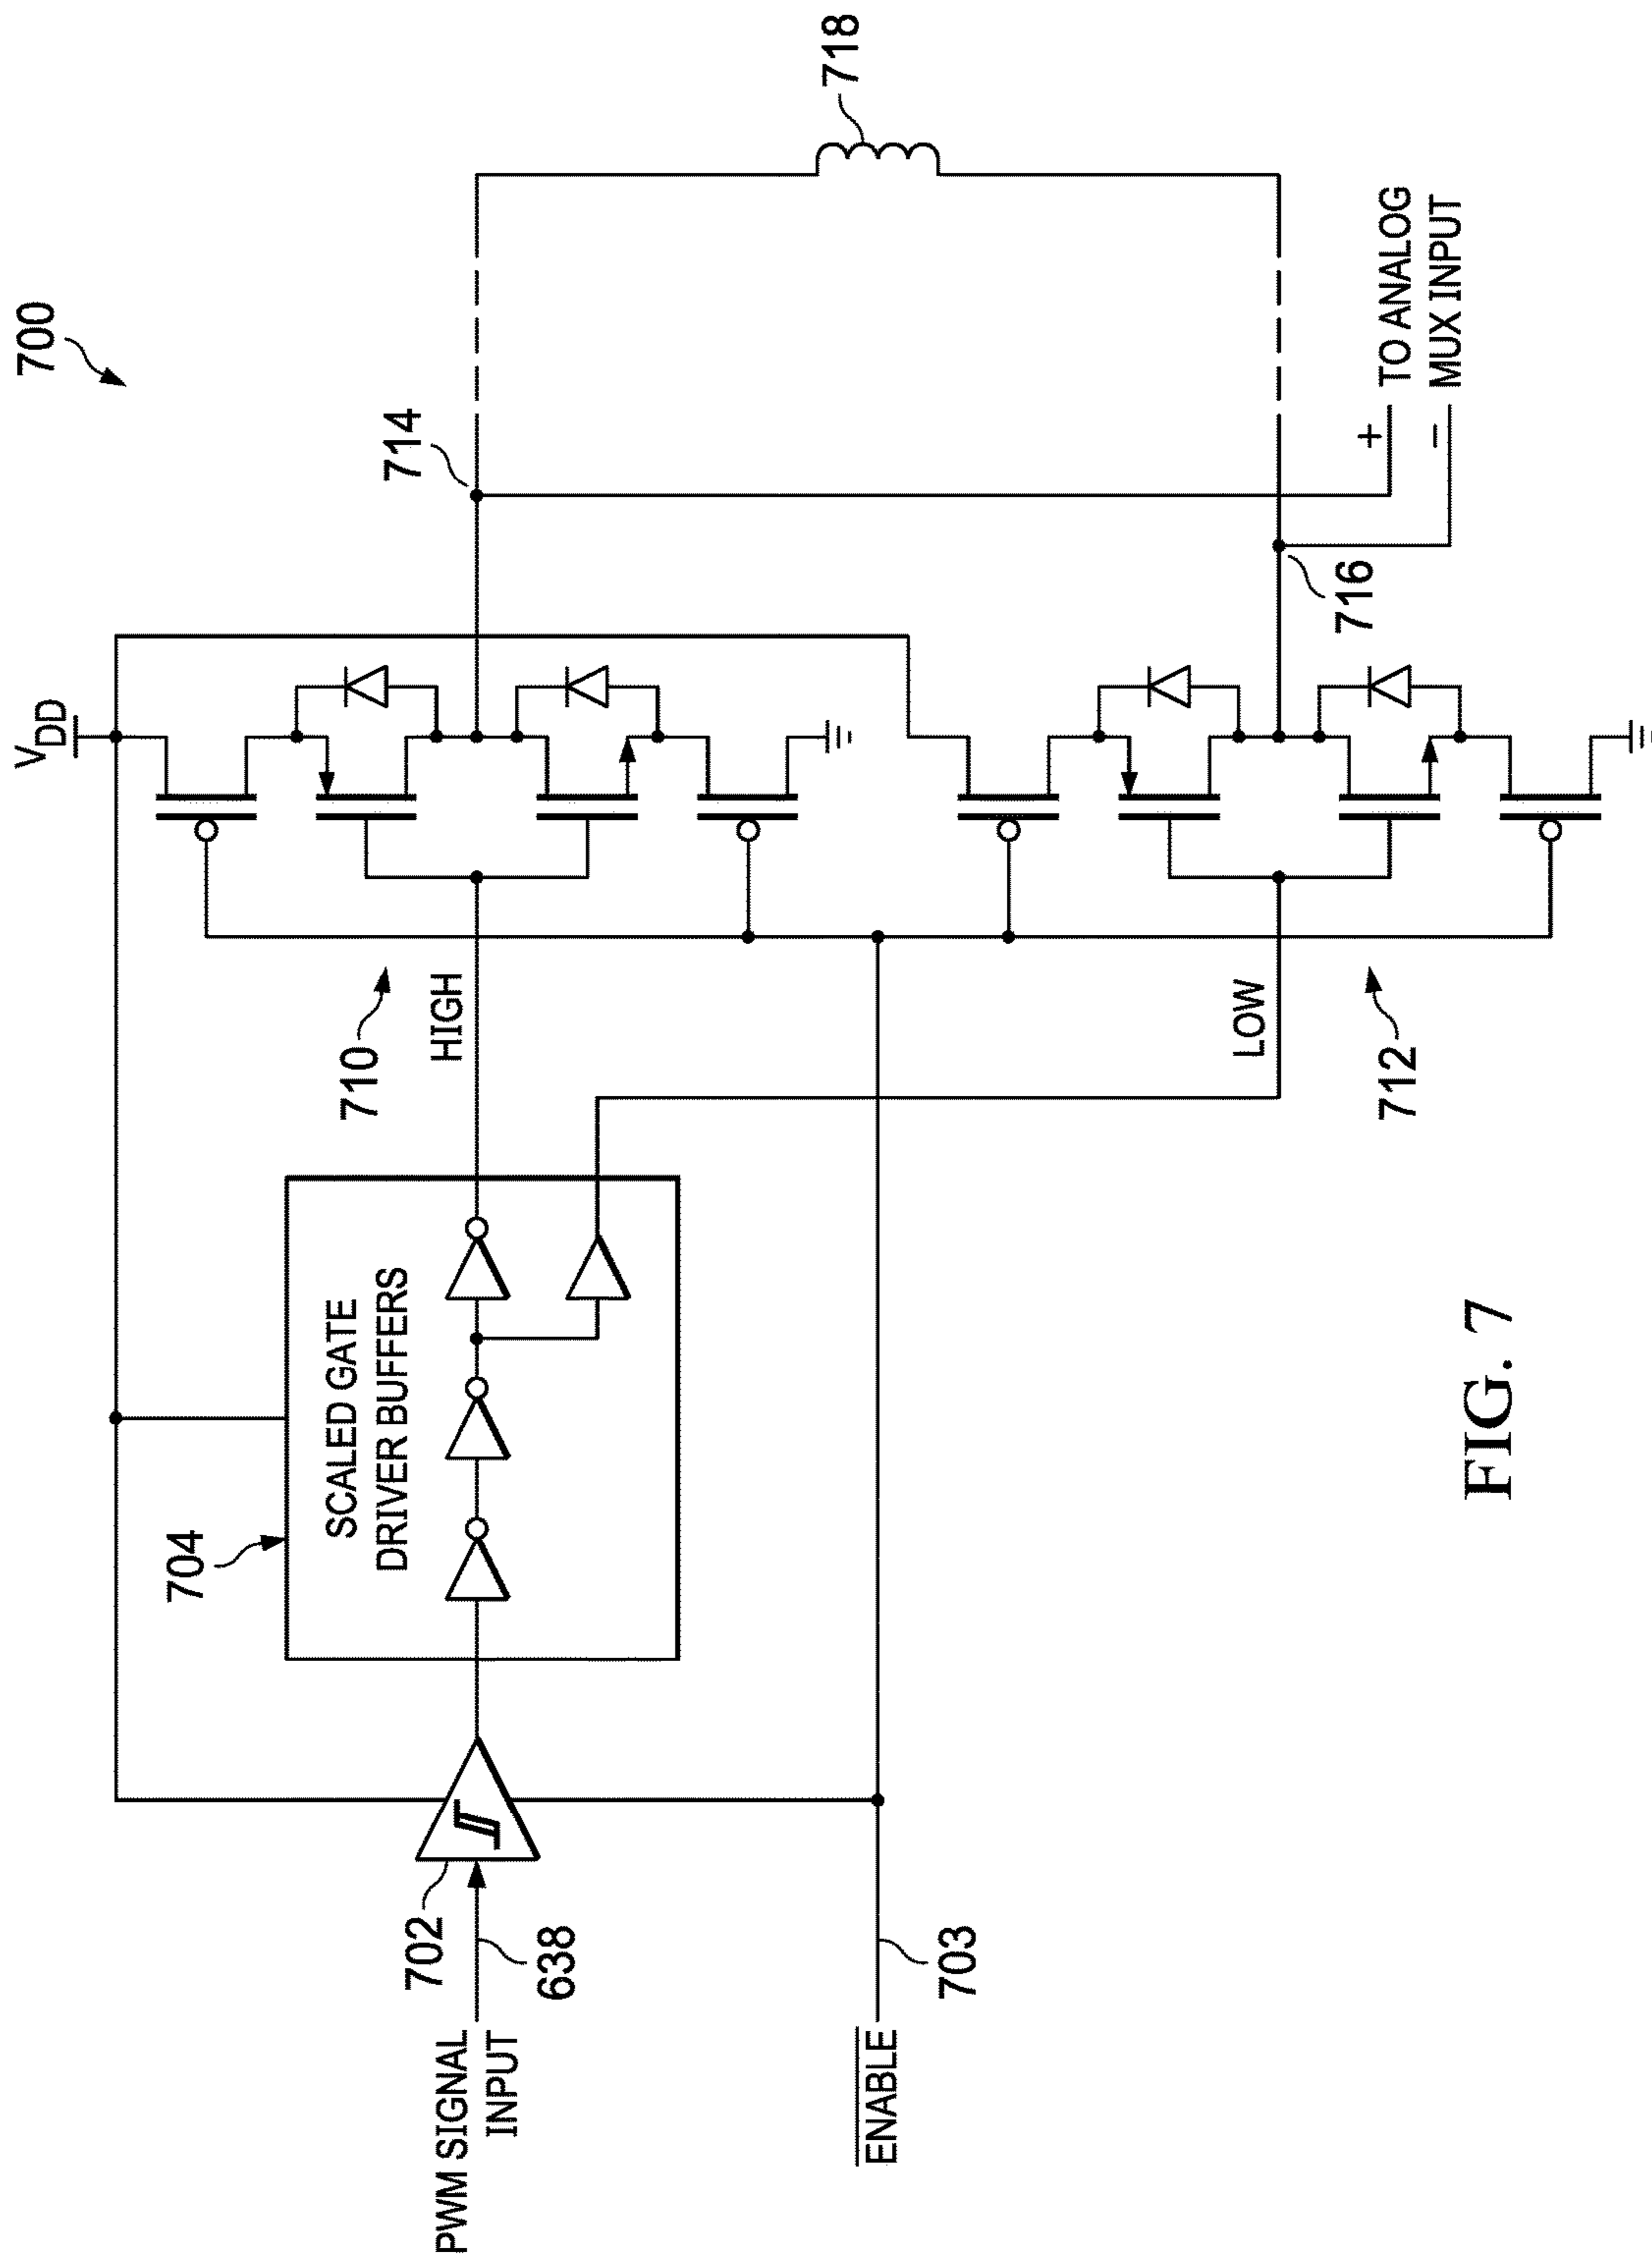 700
V
DD
714
718
710
HIGH
704
SCALED GATE
DRIVER BUFFERS
702
PWM SIGNAL
INPUT
638
ENABLE
703
LOW
712
716
+
−
TO ANALOG
MUX INPUT
FIG. 7